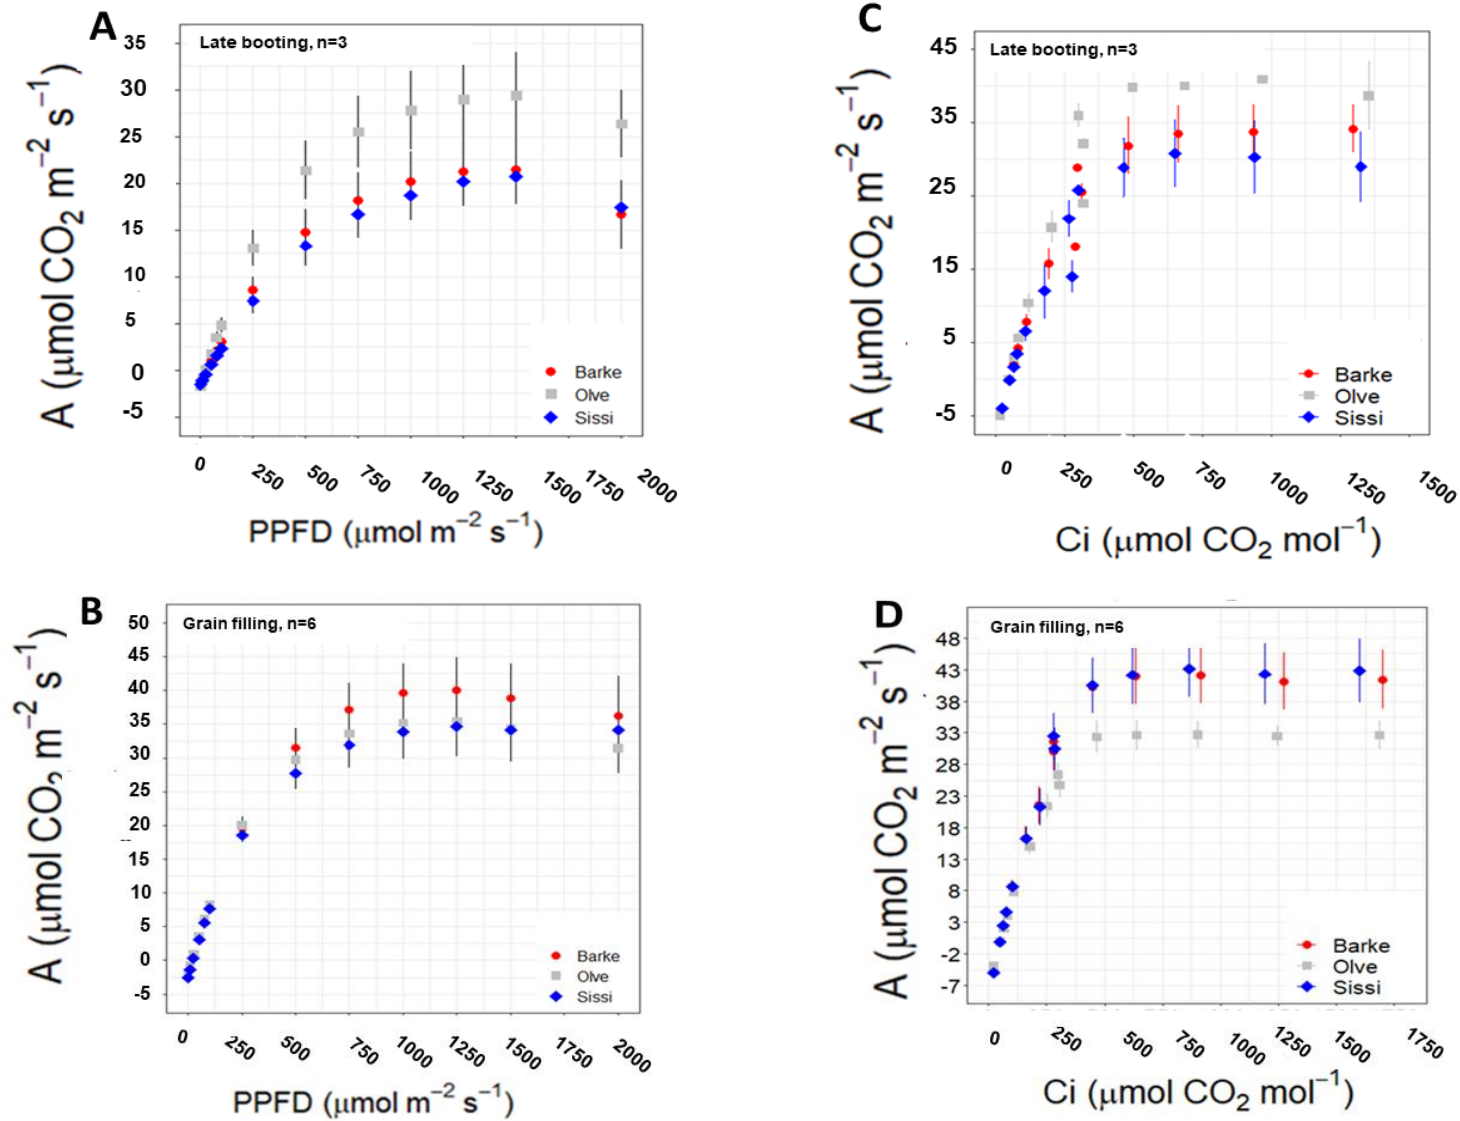 A
Late booting, n=3
A (μmol CO2 m−2 s−1)
35
30
25
20
15
10
5
0
-5
Barke
Olve
Sissi
0 250 500 750 1000 1250 1500 1750 2000
PPFD (μmol m−2 s−1)
C
Late booting, n=3
A (μmol CO2 m−2 s−1)
45
35
25
15
5
-5
Barke
Olve
Sissi
0 250 500 750 1000 1250 1500
Ci (μmol CO2 mol−1)
B
Grain filling, n=6
A (μmol CO2 m−2 s−1)
50
45
40
35
30
25
20
15
10
5
0
-5
Barke
Olve
Sissi
0 250 500 750 1000 1250 1500 1750 2000
PPFD (μmol m−2 s−1)
D
Grain filling, n=6
A (μmol CO2 m−2 s−1)
48
43
38
33
28
23
18
13
8
3
-2
-7
Barke
Olve
Sissi
0 250 500 750 1000 1250 1500 1750
Ci (μmol CO2 mol−1)